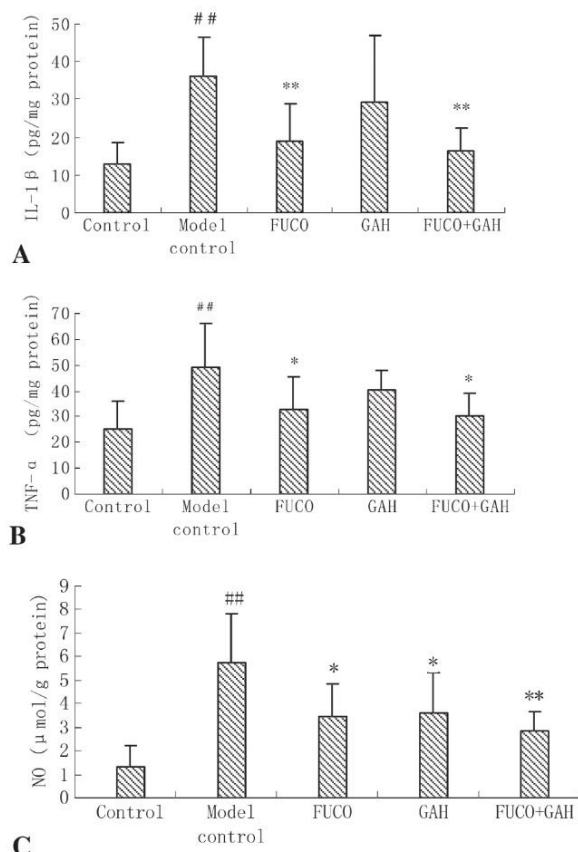 IL-1β (pg/mg protein)
50
40
30
20
10
0
##
**
**
Control
Model
control
FUCO
GAH
FUCO+GAH
A
TNF-α (pg/mg protein)
70
60
50
40
30
20
10
0
##
*
*
Control
Model
control
FUCO
GAH
FUCO+GAH
B
NO (μmol/g protein)
9
8
7
6
5
4
3
2
1
0
##
*
*
**
Control
Model
control
FUCO
GAH
FUCO+GAH
C